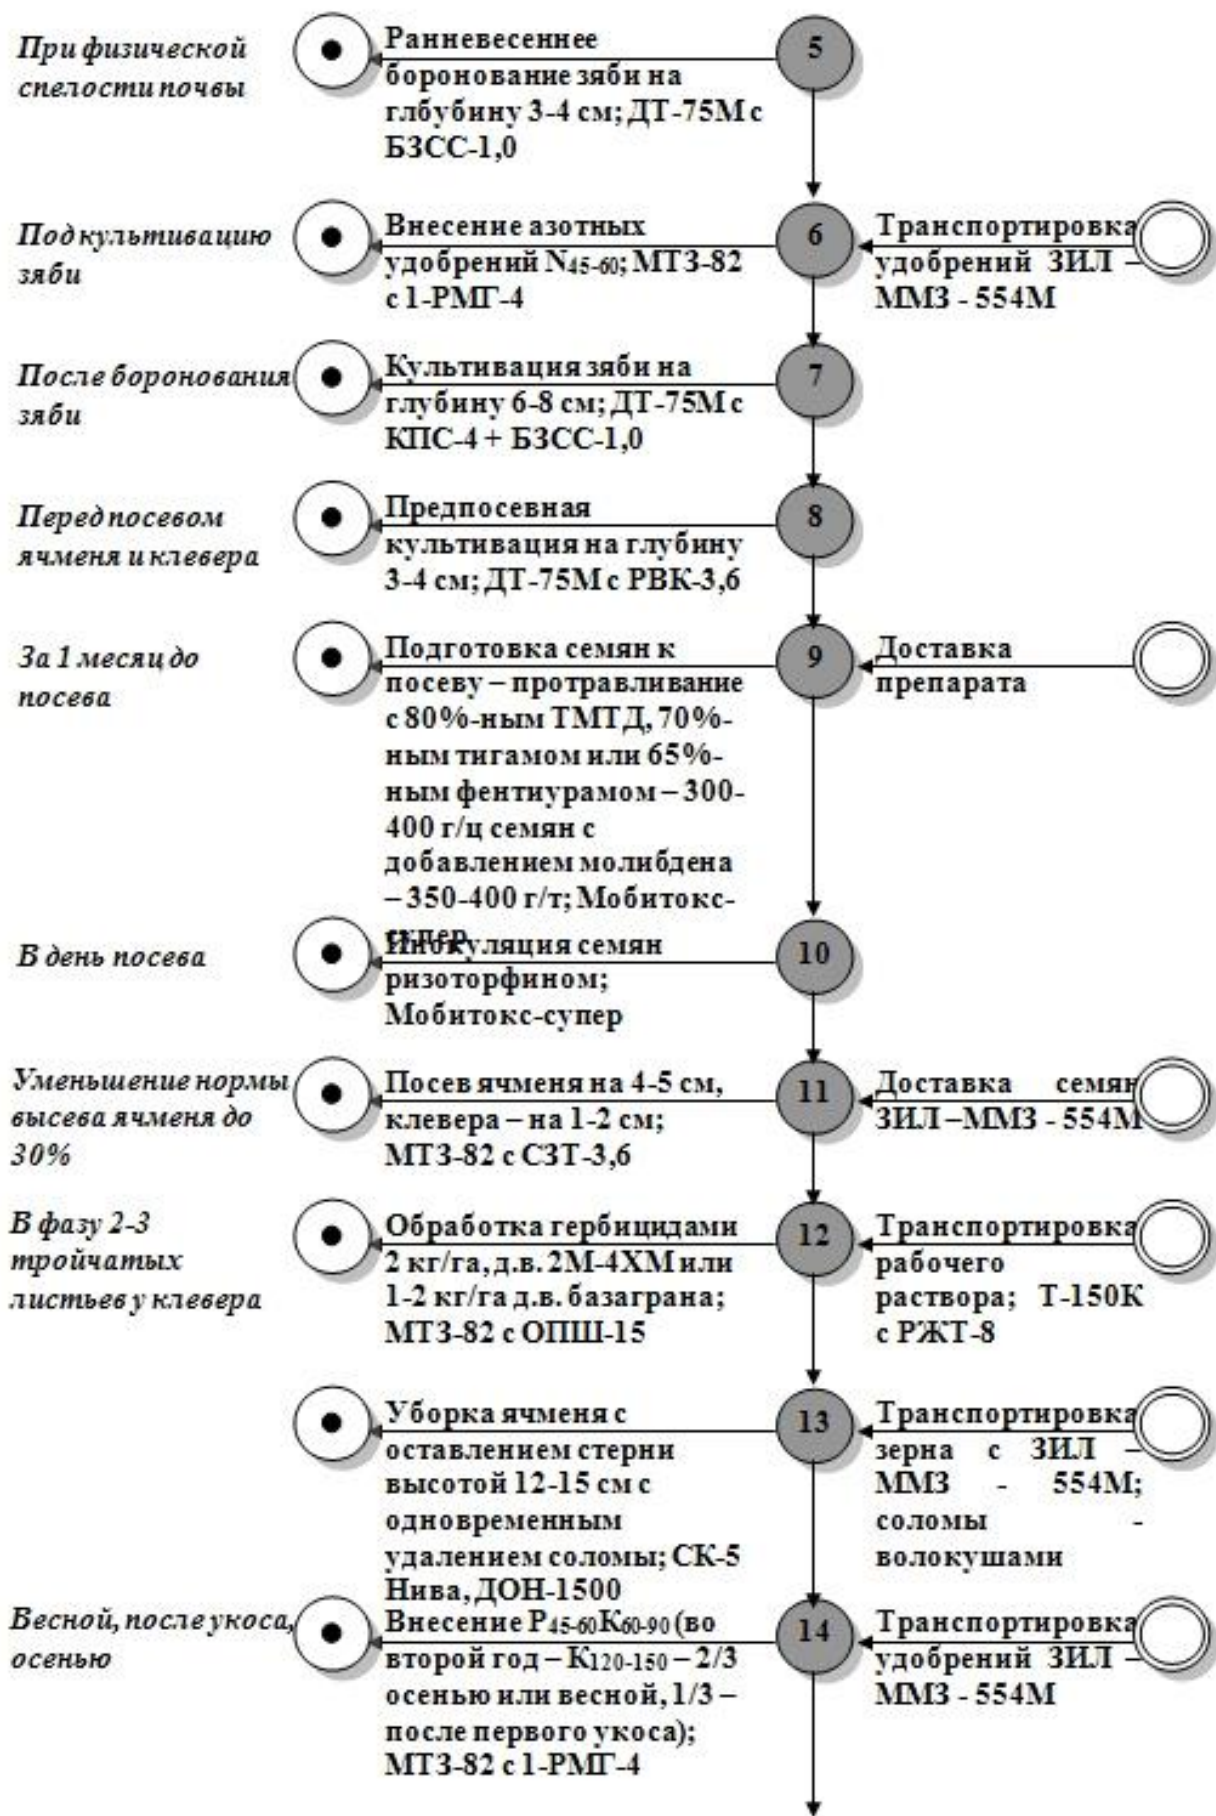 При физической
спелости почвы
Ранневесеннее
боронование зяби на
глбубину 3-4 см; ДТ-75М с
БЗСС-1,0
5
Под культивацию
зяби
Внесение азотных
удобрений N45-60; МТЗ-82
с 1-РМГ-4
6
Транспортировка
удобрений ЗИЛ –
ММЗ - 554М
После боронования
зяби
Культивация зяби на
глубину 6-8 см; ДТ-75М с
КПС-4 + БЗСС-1,0
7
Перед посевом
ячменя и клевера
Предпосевная
культивация на глубину
3-4 см; ДТ-75М с РВК-3,6
8
За 1 месяц до
посева
Подготовка семян к
посеву – протравливание
с 80%-ным ТМТД, 70%-
ным тигамом или 65%-
ным фентиурамом – 300-
400 г/ц семян с
добавлением молибдена
– 350-400 г/т; Мобитокс-
супер
9
Доставка
препарата
В день посева
Инокуляция семян
ризоторфином;
Мобитокс-супер
10
Уменьшение нормы
высева ячменя до
30%
Посев ячменя на 4-5 см,
клевера – на 1-2 см;
МТЗ-82 с СЗТ-3,6
11
Доставка семян
ЗИЛ –ММЗ - 554М
В фазу 2-3
тройчатых
листьев у клевера
Обработка гербицидами
2 кг/га, д.в. 2М-4ХМ или
1-2 кг/га д.в. базаграна;
МТЗ-82 с ОПШ-15
12
Транспортировка
рабочего
раствора; Т-150К
с РЖТ-8
Уборка ячменя с
оставлением стерни
высотой 12-15 см с
одновременным
удалением соломы; СК-5
Нива, ДОН-1500
13
Транспортировка
зерна с ЗИЛ –
ММЗ - 554М;
соломы -
волокушами
Весной, после укоса,
осенью
Внесение Р45-60К60-90 (во
второй год – К120-150 – 2/3
осенью или весной, 1/3 –
после первого укоса);
МТЗ-82 с 1-РМГ-4
14
Транспортировка
удобрений ЗИЛ –
ММЗ - 554М